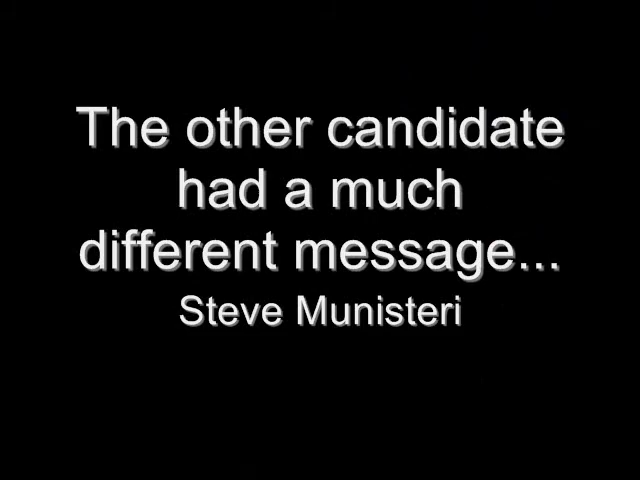 The other candidate
had a much
different message...
Steve Munisteri